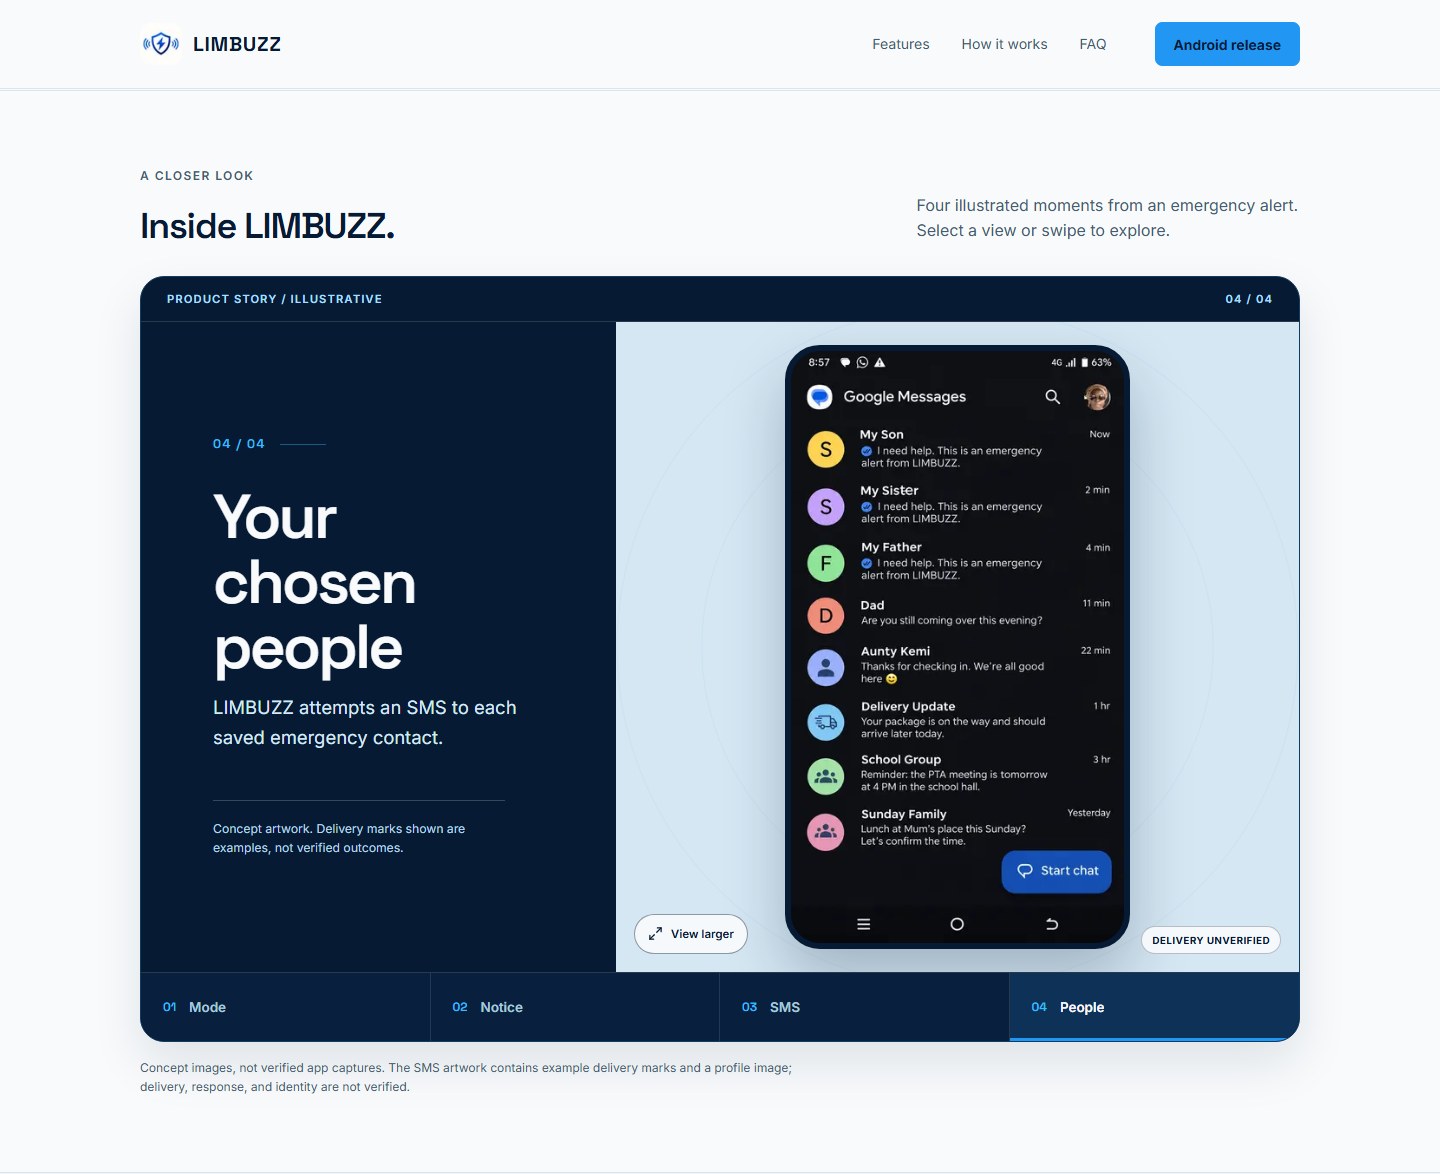 LIMBUZZ
Features
How it works
FAQ
Android release
A CLOSER LOOK
Inside LIMBUZZ.
Four illustrated moments from an emergency alert.
Select a view or swipe to explore.
PRODUCT STORY / ILLUSTRATIVE
04 / 04
04 / 04
Your
chosen
people
LIMBUZZ attempts an SMS to each
saved emergency contact.
Concept artwork. Delivery marks shown are
examples, not verified outcomes.
8:57
4G
63%
Google Messages
S
My Son
Now
I need help. This is an emergency
alert from LIMBUZZ.
S
My Sister
2 min
I need help. This is an emergency
alert from LIMBUZZ.
F
My Father
4 min
I need help. This is an emergency
alert from LIMBUZZ.
D
Dad
11 min
Are you still coming over this evening?
Aunty Kemi
22 min
Thanks for checking in. We're all good
here 😀
Delivery Update
1 hr
Your package is on the way and should
arrive later today.
School Group
3 hr
Reminder: the PTA meeting is tomorrow
at 4 PM in the school hall.
Sunday Family
Yesterday
Lunch at Mum's place this Sunday?
Let's confirm the time.
Start chat
View larger
DELIVERY UNVERIFIED
01 Mode
02 Notice
03 SMS
04 People
Concept images, not verified app captures. The SMS artwork contains example delivery marks and a profile image;
delivery, response, and identity are not verified.